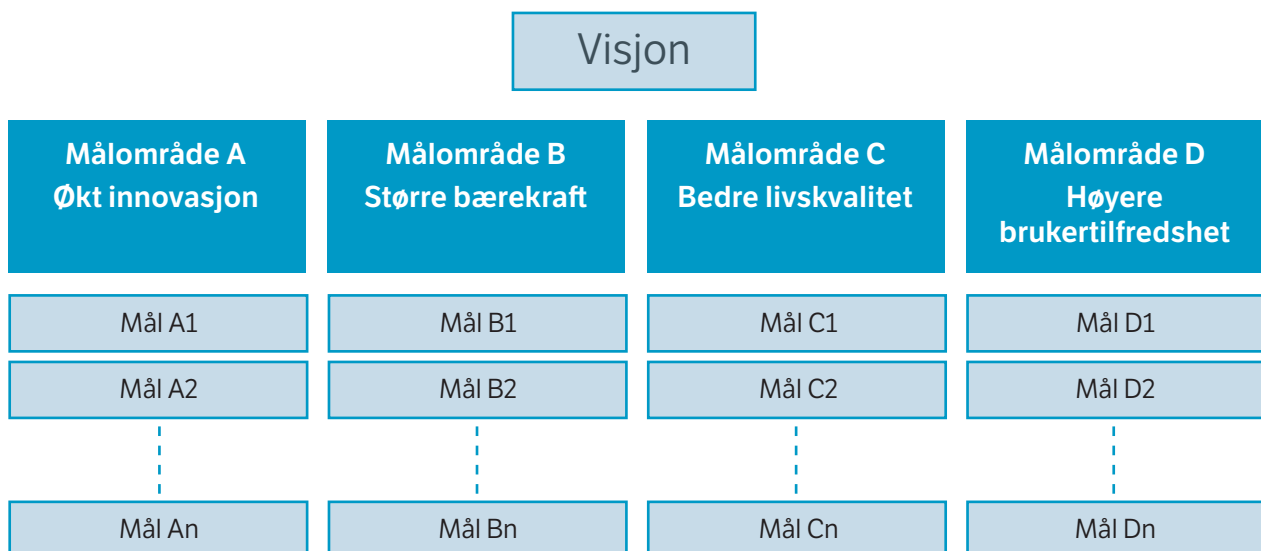 Visjon
Målområde A
Økt innovasjon
Målområde B
Større bærekraft
Målområde C
Bedre livskvalitet
Målområde D
Høyere
brukertilfredshet
Mål A1
Mål B1
Mål C1
Mål D1
Mål A2
Mål B2
Mål C2
Mål D2
Mål An
Mål Bn
Mål Cn
Mål Dn